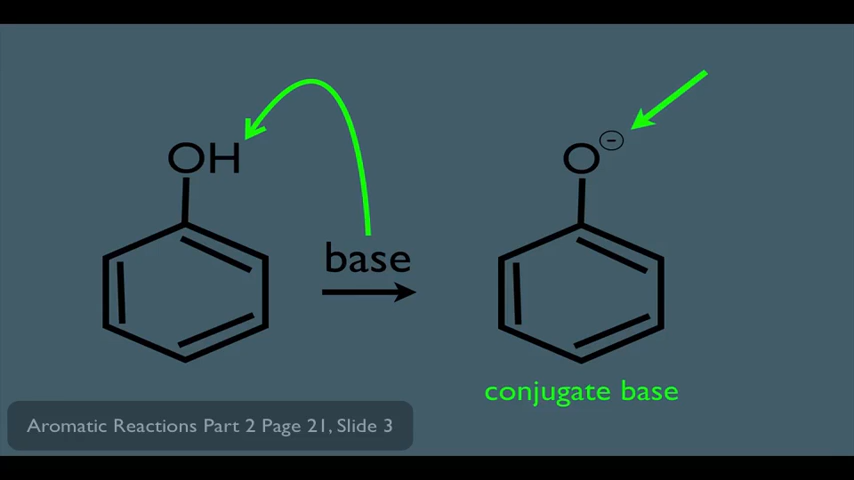 OH
O⊖
base
conjugate base
Aromatic Reactions Part 2 Page 21, Slide 3